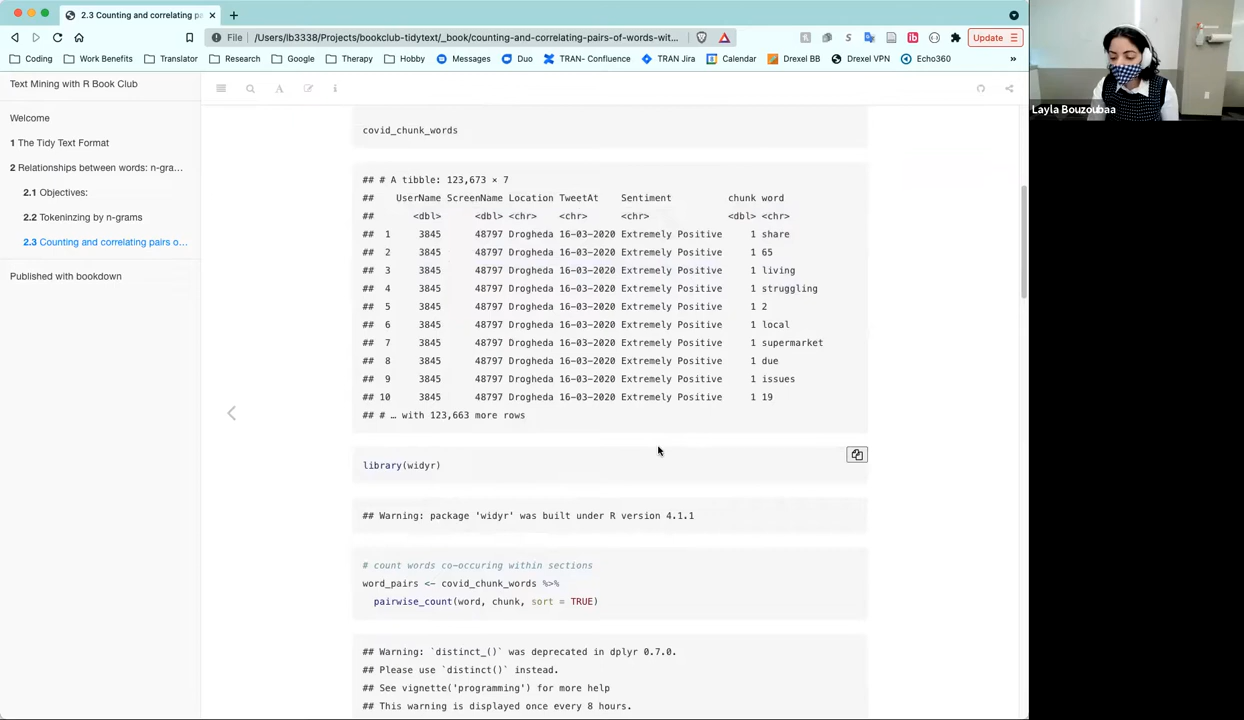 2.3 Counting and correlating pa
File
/Users/lb3338/Projects/bookclub-tidytext/_book/counting-and-correlating-pairs-of-words-wit...
Update
Coding
Work Benefits
Translator
Research
Google
Therapy
Hobby
Messages
Duo
TRAN- Confluence
TRAN Jira
Calendar
Drexel BB
Drexel VPN
Echo360
»
Text Mining with R Book Club
Welcome
1 The Tidy Text Format
2 Relationships between words: n-gra...
2.1 Objectives:
2.2 Tokeninzing by n-grams
2.3 Counting and correlating pairs o...
Published with bookdown
covid_chunk_words
## # A tibble: 123,673 × 7
## UserName ScreenName Location TweetAt Sentiment chunk word
## <dbl> <dbl> <chr> <chr> <chr> <dbl> <chr>
## 1 3845 48797 Drogheda 16-03-2020 Extremely Positive 1 share
## 2 3845 48797 Drogheda 16-03-2020 Extremely Positive 1 65
## 3 3845 48797 Drogheda 16-03-2020 Extremely Positive 1 living
## 4 3845 48797 Drogheda 16-03-2020 Extremely Positive 1 struggling
## 5 3845 48797 Drogheda 16-03-2020 Extremely Positive 1 2
## 6 3845 48797 Drogheda 16-03-2020 Extremely Positive 1 local
## 7 3845 48797 Drogheda 16-03-2020 Extremely Positive 1 supermarket
## 8 3845 48797 Drogheda 16-03-2020 Extremely Positive 1 due
## 9 3845 48797 Drogheda 16-03-2020 Extremely Positive 1 issues
## 10 3845 48797 Drogheda 16-03-2020 Extremely Positive 1 19
## # … with 123,663 more rows
library(widyr)
## Warning: package 'widyr' was built under R version 4.1.1
# count words co-occuring within sections
word_pairs <- covid_chunk_words %>%
pairwise_count(word, chunk, sort = TRUE)
## Warning: `distinct_()` was deprecated in dplyr 0.7.0.
## Please use `distinct()` instead.
## See vignette('programming') for more help
## This warning is displayed once every 8 hours.
Layla Bouzoubaa